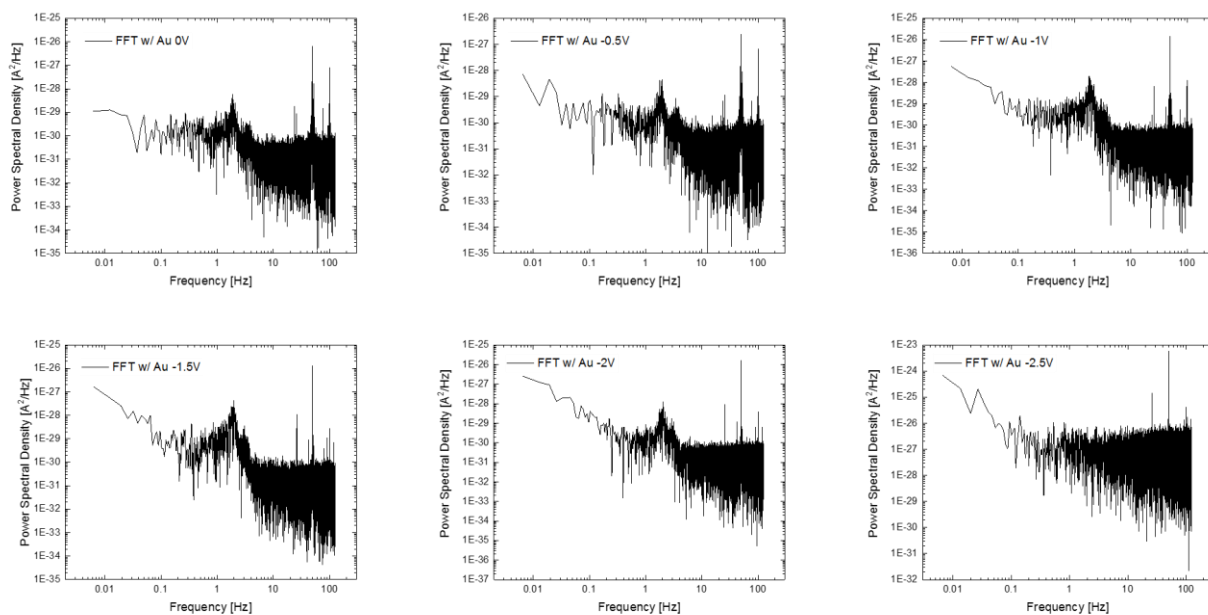 FFT w/ Au 0V
Power Spectral Density [A²/Hz]
1E-25
1E-26
1E-27
1E-28
1E-29
1E-30
1E-31
1E-32
1E-33
1E-34
1E-35
0.01 0.1 1 10 100
Frequency [Hz]
FFT w/ Au -0.5V
Power Spectral Density [A²/Hz]
1E-26
1E-27
1E-28
1E-29
1E-30
1E-31
1E-32
1E-33
1E-34
1E-35
0.01 0.1 1 10 100
Frequency [Hz]
FFT w/ Au -1V
Power Spectral Density [A²/Hz]
1E-25
1E-26
1E-27
1E-28
1E-29
1E-30
1E-31
1E-32
1E-33
1E-34
1E-35
1E-36
0.01 0.1 1 10 100
Frequency [Hz]
FFT w/ Au -1.5V
Power Spectral Density [A²/Hz]
1E-25
1E-26
1E-27
1E-28
1E-29
1E-30
1E-31
1E-32
1E-33
1E-34
1E-35
0.01 0.1 1 10 100
Frequency [Hz]
FFT w/ Au -2V
Power Spectral Density [A²/Hz]
1E-25
1E-26
1E-27
1E-28
1E-29
1E-30
1E-31
1E-32
1E-33
1E-34
1E-35
1E-36
1E-37
0.01 0.1 1 10 100
Frequency [Hz]
FFT w/ Au -2.5V
Power Spectral Density [A²/Hz]
1E-23
1E-24
1E-25
1E-26
1E-27
1E-28
1E-29
1E-30
1E-31
1E-32
0.01 0.1 1 10 100
Frequency [Hz]